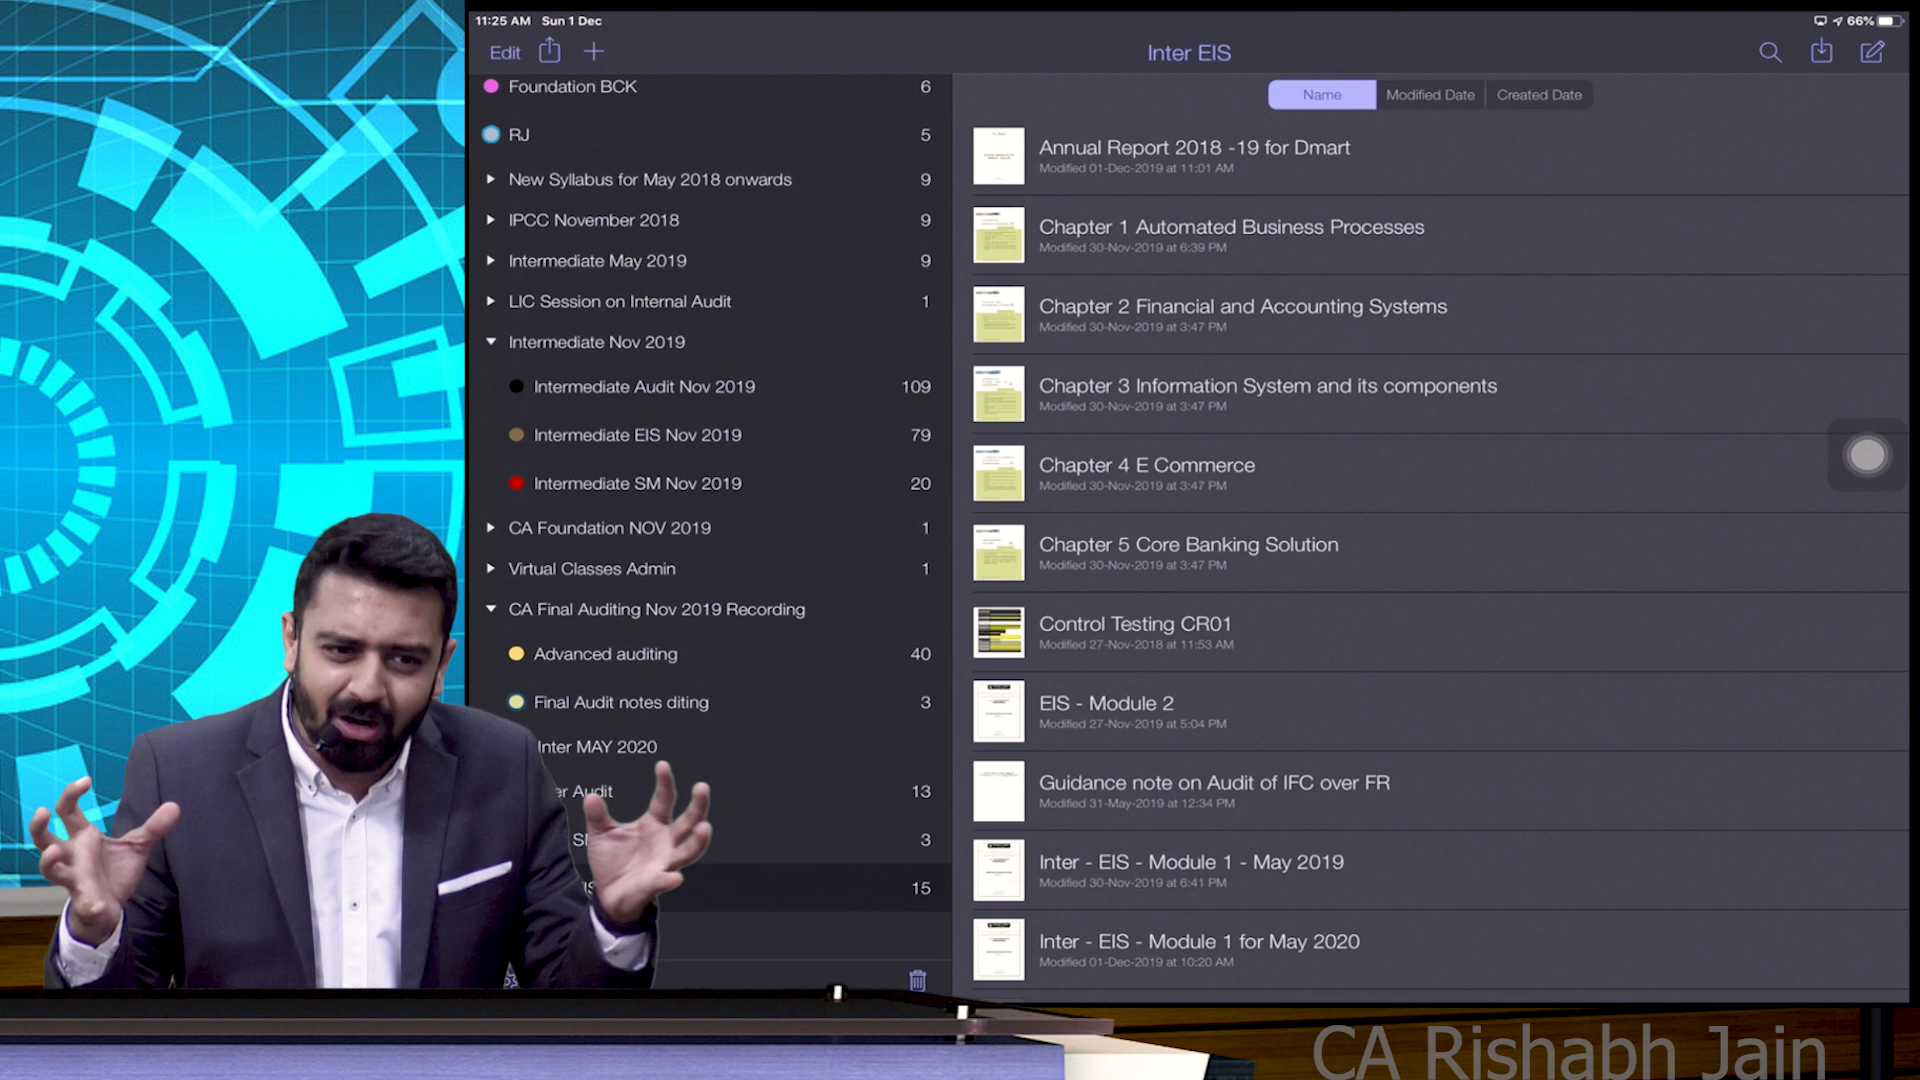 11:25 AM Sun 1 Dec
66%
Edit
Inter EIS
Foundation BCK 6
RJ 5
New Syllabus for May 2018 onwards 9
IPCC November 2018 9
Intermediate May 2019 9
LIC Session on Internal Audit 1
Intermediate Nov 2019
Intermediate Audit Nov 2019 109
Intermediate EIS Nov 2019 79
Intermediate SM Nov 2019 20
CA Foundation NOV 2019 1
Virtual Classes Admin 1
CA Final Auditing Nov 2019 Recording
Advanced auditing 40
Final Audit notes diting 3
Inter MAY 2020
Audit 13
3
15
Name Modified Date Created Date
Annual Report 2018 -19 for Dmart
Modified 01-Dec-2019 at 11:01 AM
Chapter 1 Automated Business Processes
Modified 30-Nov-2019 at 6:39 PM
Chapter 2 Financial and Accounting Systems
Modified 30-Nov-2019 at 3:47 PM
Chapter 3 Information System and its components
Modified 30-Nov-2019 at 3:47 PM
Chapter 4 E Commerce
Modified 30-Nov-2019 at 3:47 PM
Chapter 5 Core Banking Solution
Modified 30-Nov-2019 at 3:47 PM
Control Testing CR01
Modified 27-Nov-2018 at 11:53 AM
EIS - Module 2
Modified 27-Nov-2019 at 5:04 PM
Guidance note on Audit of IFC over FR
Modified 31-May-2019 at 12:34 PM
Inter - EIS - Module 1 - May 2019
Modified 30-Nov-2019 at 6:41 PM
Inter - EIS - Module 1 for May 2020
Modified 01-Dec-2019 at 10:20 AM
CA Rishabh Jain